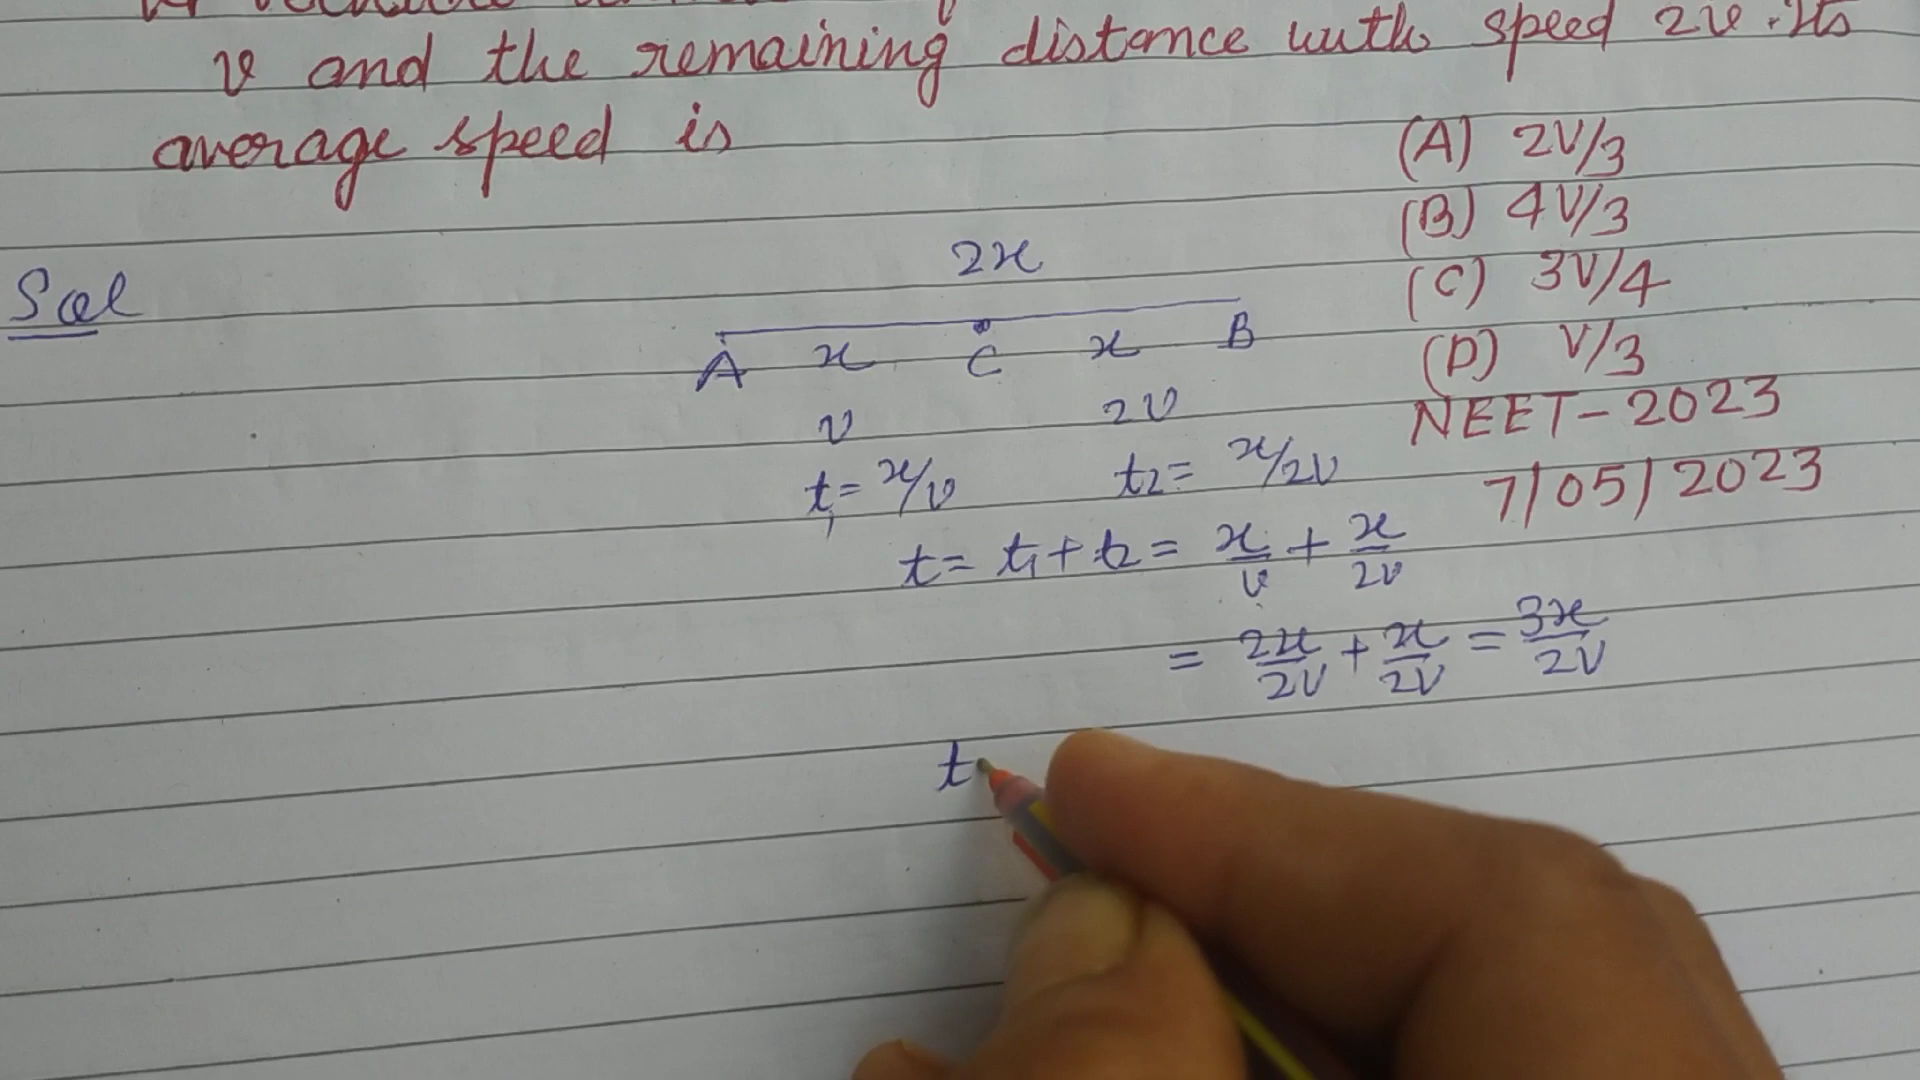 v and the remaining distance with speed 2v. Its
average speed is
(A) 2V/3
(B) 4V/3
(C) 3V/4
(D) V/3
NEET-2023
7/05/2023
Sol
2x
A x C x B
v 2v
t1= x/v t2= x/2v
t= t1+t2= x/v + x/2v
= 2x/2v + x/2v = 3x/2v
t